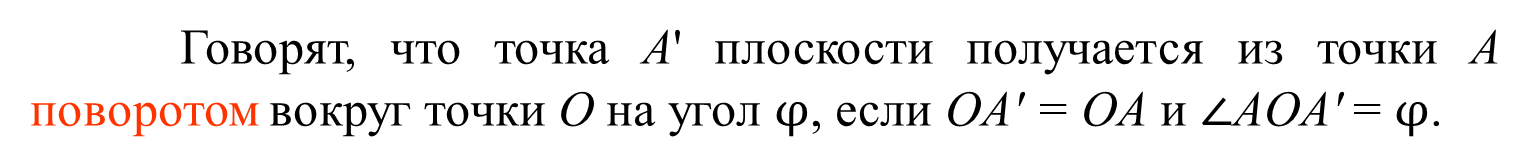 Говорят, что точка A' плоскости получается из точки A
поворотом вокруг точки O на угол φ, если OA' = OA и ∠AOA' = φ.